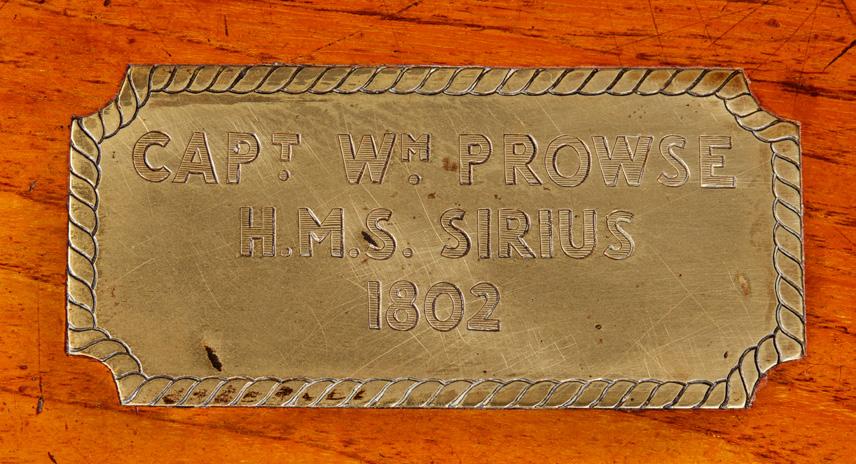 CAPT. WM. PROWSE
H.M.S. SIRIUS
1802